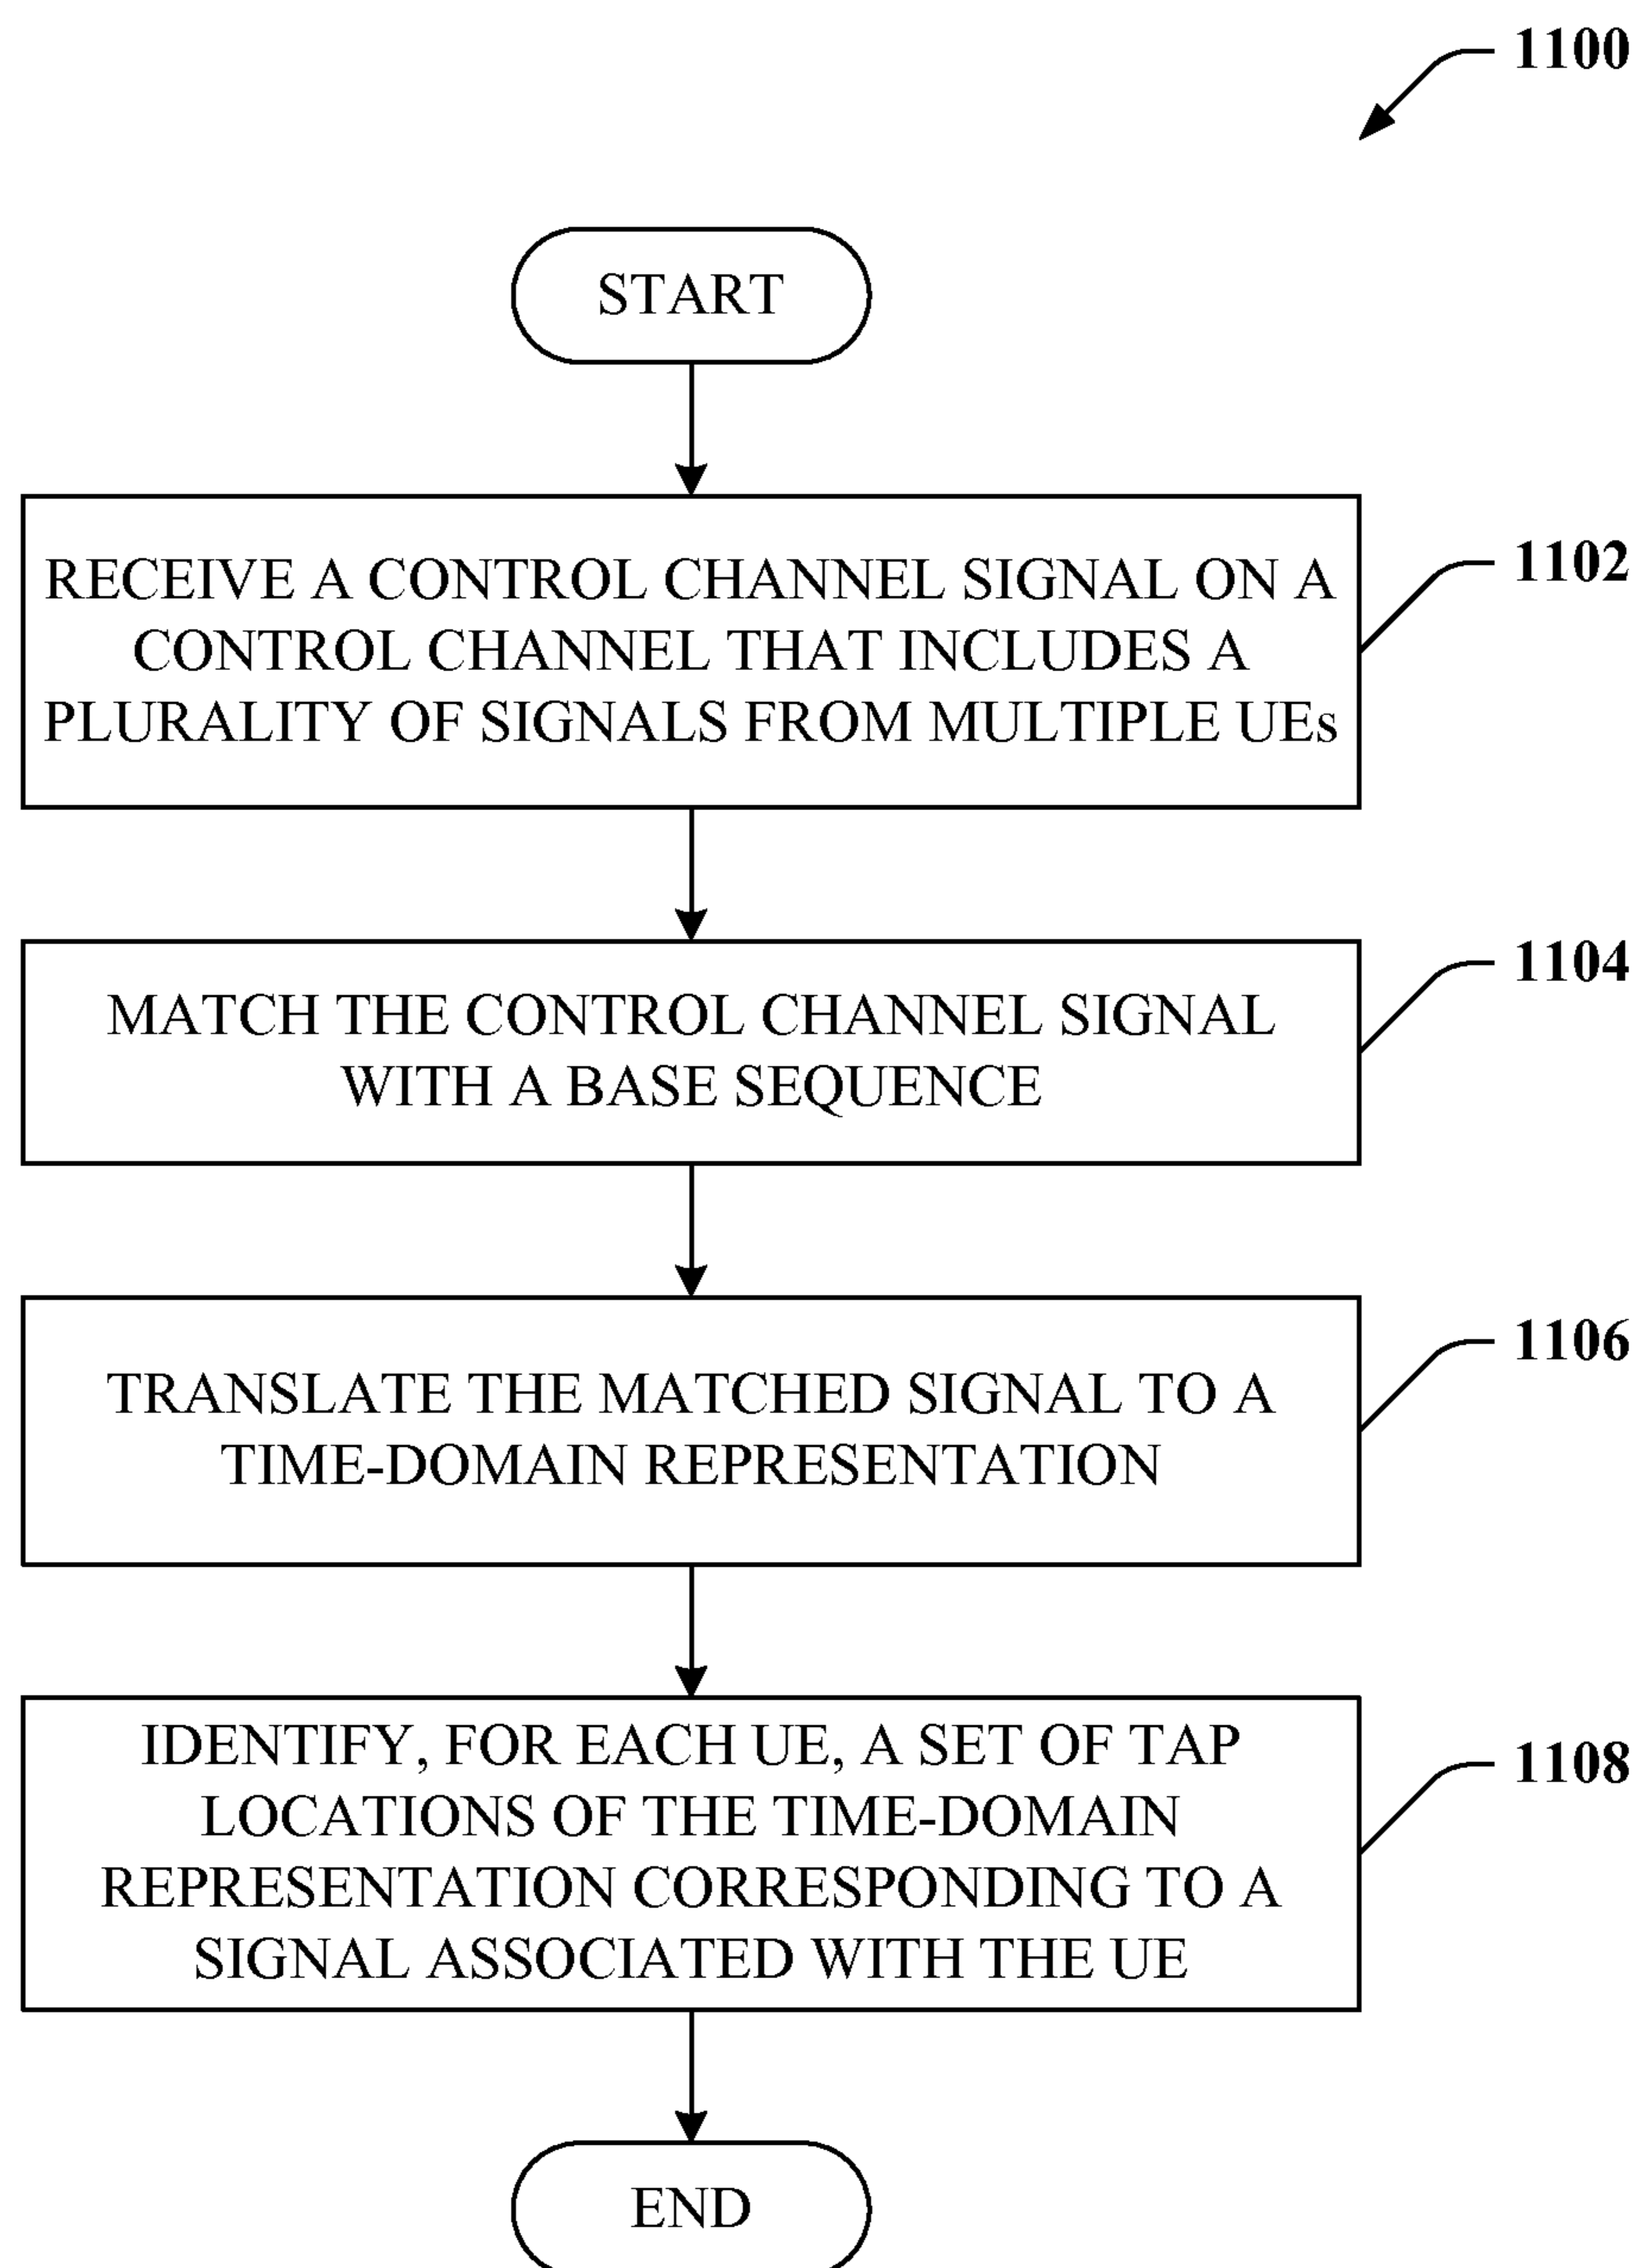 1100
START
RECEIVE A CONTROL CHANNEL SIGNAL ON A
CONTROL CHANNEL THAT INCLUDES A
PLURALITY OF SIGNALS FROM MULTIPLE UEs
1102
MATCH THE CONTROL CHANNEL SIGNAL
WITH A BASE SEQUENCE
1104
TRANSLATE THE MATCHED SIGNAL TO A
TIME-DOMAIN REPRESENTATION
1106
IDENTIFY, FOR EACH UE, A SET OF TAP
LOCATIONS OF THE TIME-DOMAIN
REPRESENTATION CORRESPONDING TO A
SIGNAL ASSOCIATED WITH THE UE
1108
END